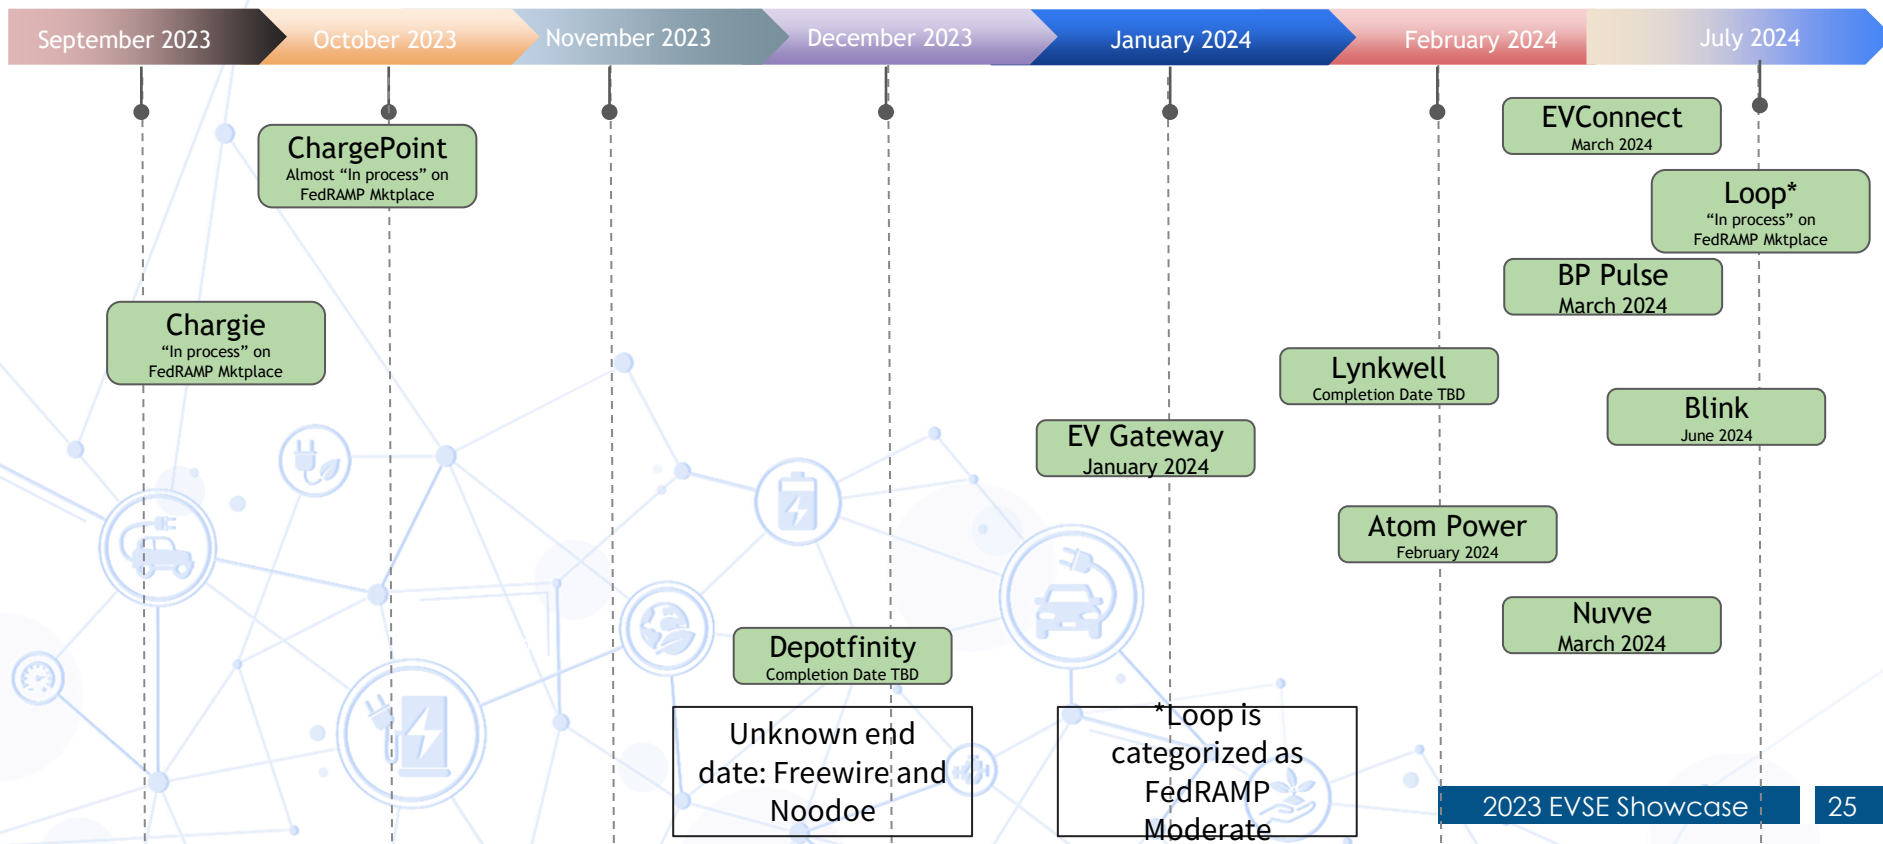 September 2023
October 2023
November 2023
December 2023
January 2024
February 2024
July 2024
EVConnect
March 2024
ChargePoint
Almost “In process” on
FedRAMP Mktplace
Loop*
“In process” on
FedRAMP Mktplace
BP Pulse
March 2024
Chargie
“In process” on
FedRAMP Mktplace
Lynkwell
Completion Date TBD
Blink
June 2024
EV Gateway
January 2024
Atom Power
February 2024
Nuvve
March 2024
Depotfinity
Completion Date TBD
Unknown end
date: Freewire and
Noodoe
*Loop is
categorized as
FedRAMP
Moderate
2023 EVSE Showcase
25